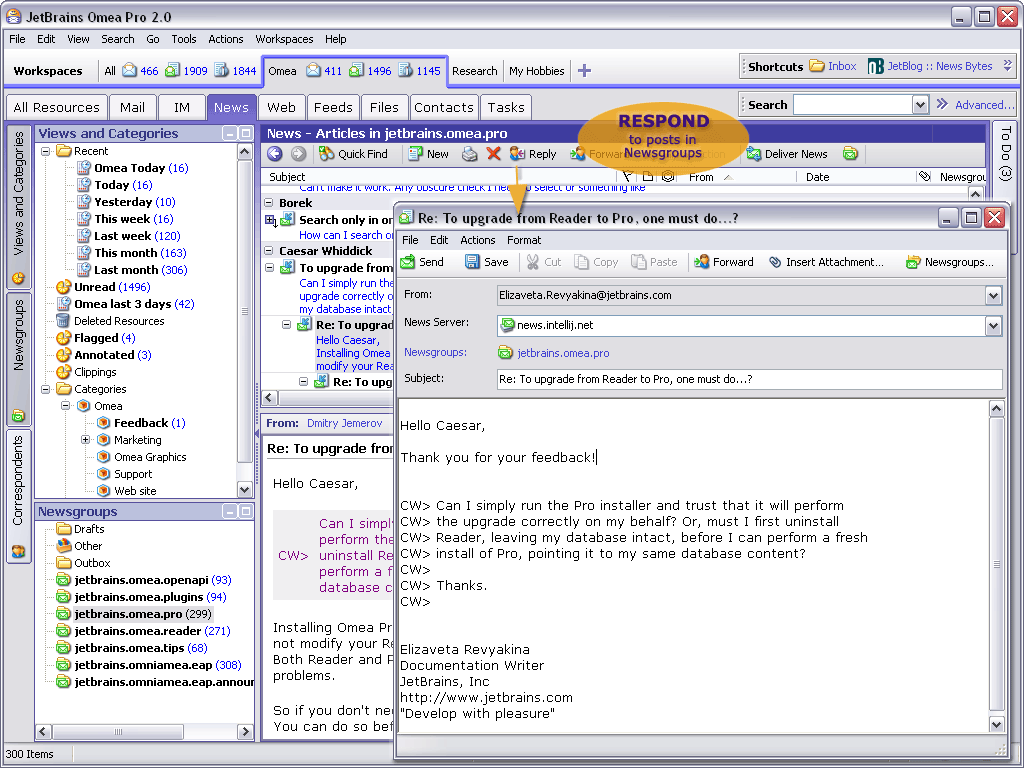 JetBrains Omea Pro 2.0
File Edit View Search Go Tools Actions Workspaces Help
Workspaces All 466 1909 1844 Omea 411 1496 1145 Research My Hobbies
Shortcuts Inbox JetBlog :: News Bytes
All Resources Mail IM News Web Feeds Files Contacts Tasks
Search Advanced...
Views and Categories
Newsgroups
Correspondents
Views and Categories
Recent
Omea Today (16)
Today (16)
Yesterday (10)
This week (16)
Last week (120)
This month (163)
Last month (306)
Unread (1496)
Omea last 3 days (42)
Deleted Resources
Flagged (4)
Annotated (3)
Clippings
Categories
Omea
Feedback (1)
Marketing
Omea Graphics
Support
Web site
Newsgroups
Drafts
Other
Outbox
jetbrains.omea.openapi (93)
jetbrains.omea.plugins (94)
jetbrains.omea.pro (299)
jetbrains.omea.reader (271)
jetbrains.omea.tips (68)
jetbrains.omniamea.eap (308)
jetbrains.omniamea.eap.announ
300 Items
News - Articles in jetbrains.omea.pro
Quick Find New Reply Forward Deliver News
RESPOND
to posts in
Newsgroups
Subject From Date Newsgrou
Can't make it work. Any obscure check I need to select or something like
Borek
Search only in or
How can I search o
Caesar Whiddick
To upgrade from
Can I simply run th
upgrade correctly o
my database intact
Re: To upgrad
Hello Caesar,
Installing Omea
modify your Rea
Re: To upg
From: Dmitry Jemerov
Re: To upgrade fror
Hello Caesar,
CW>
Can I simpl
perform the
uninstall Re
perform a f
database c
Installing Omea Pr
not modify your Re
Both Reader and P
problems.
So if you don't nee
You can do so bef
To Do (3)
Re: To upgrade from Reader to Pro, one must do...?
File Edit Actions Format
Send Save Cut Copy Paste Forward Insert Attachment... Newsgroups...
From: Elizaveta.Revyakina@jetbrains.com
News Server: news.intellij.net
Newsgroups: jetbrains.omea.pro
Subject: Re: To upgrade from Reader to Pro, one must do...?
Hello Caesar,
Thank you for your feedback!
CW> Can I simply run the Pro installer and trust that it will perform
CW> the upgrade correctly on my behalf? Or, must I first uninstall
CW> Reader, leaving my database intact, before I can perform a fresh
CW> install of Pro, pointing it to my same database content?
CW>
CW> Thanks.
CW>
Elizaveta Revyakina
Documentation Writer
JetBrains, Inc
http://www.jetbrains.com
"Develop with pleasure"